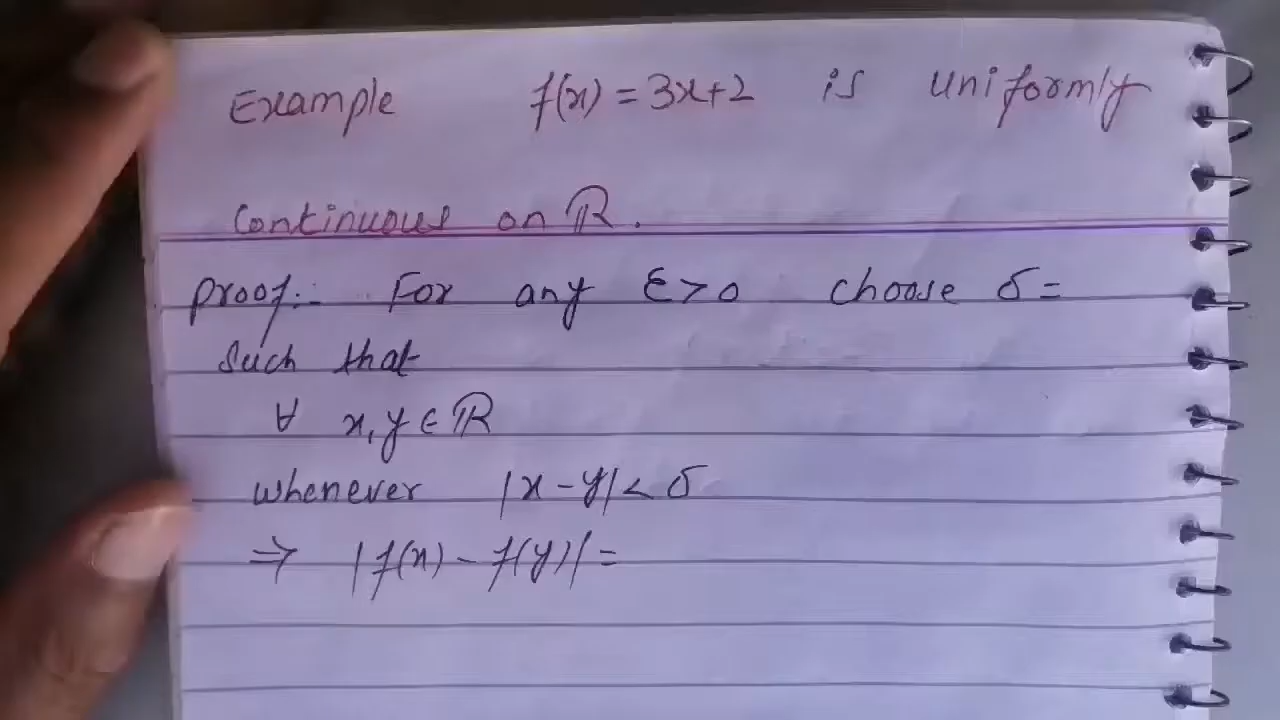 Example f(x) = 3x+2 is uniformly
Continuous on ℝ.
Proof:- For any ε>0 choose δ=
Such that
∀ x,y ∈ ℝ
whenever |x-y|< δ
⇒ |f(x) - f(y)| =